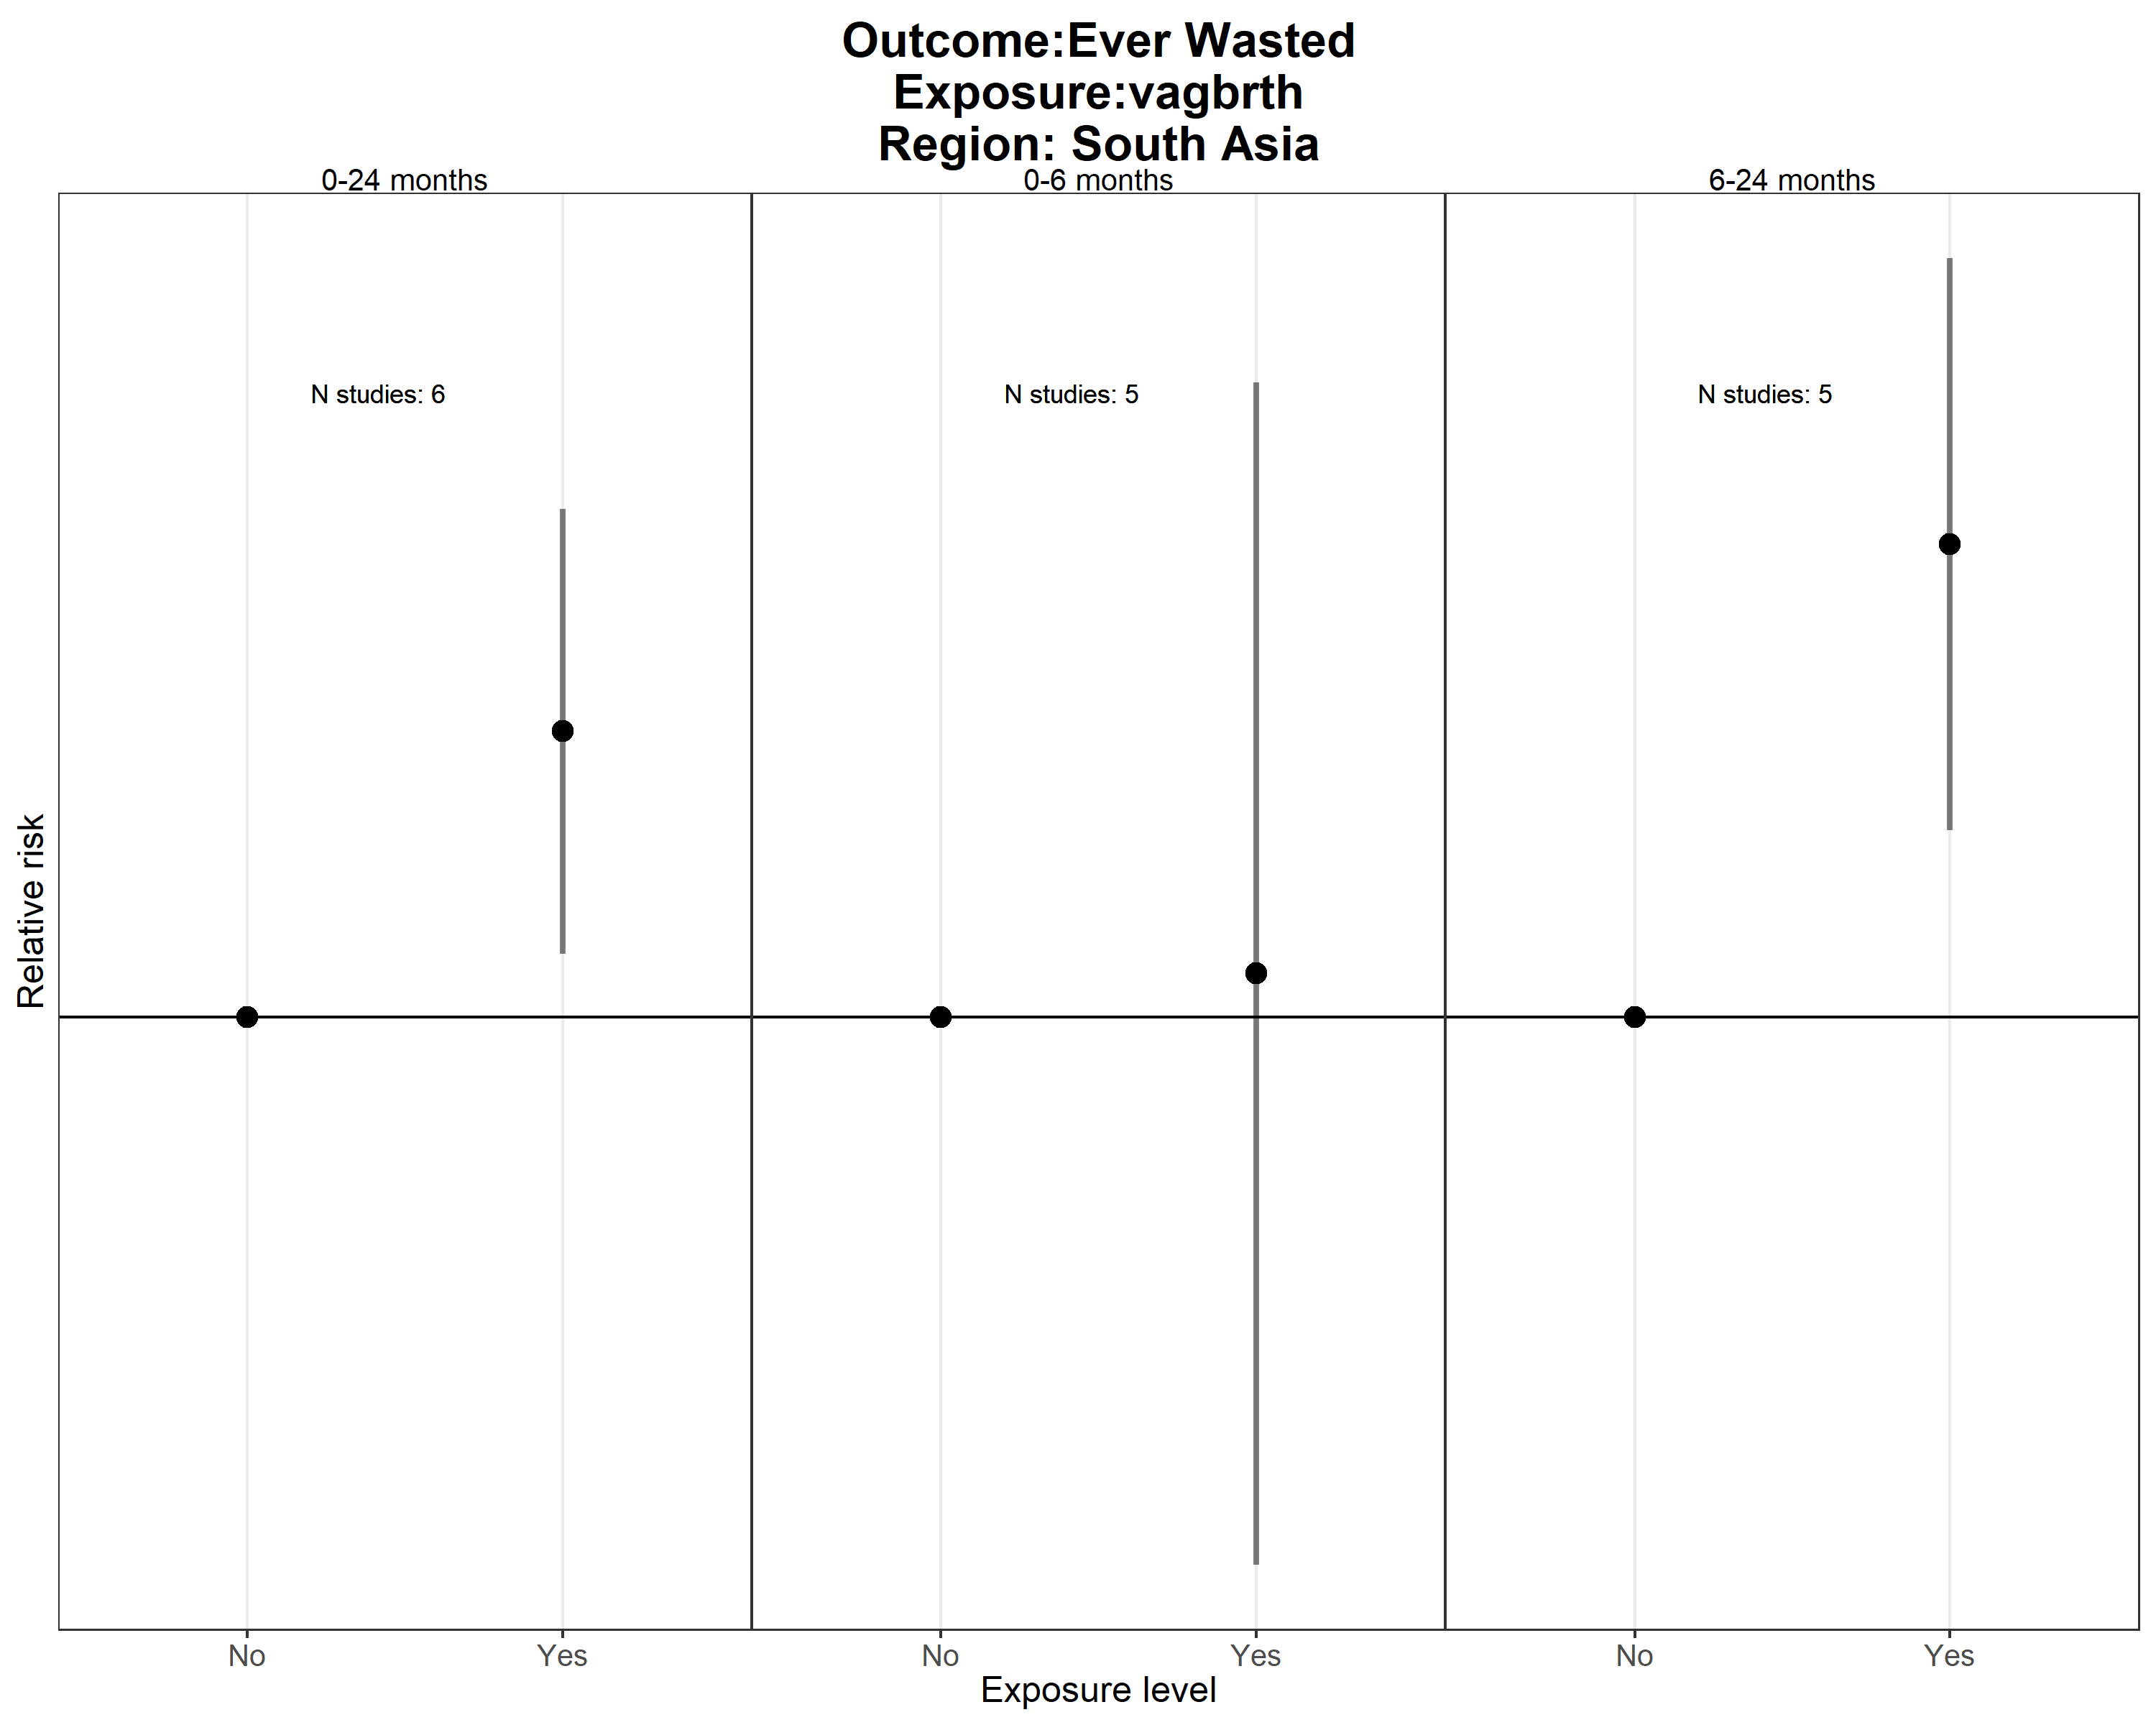 Outcome:Ever Wasted
Exposure:vagbrth
Region: South Asia
0-24 months
0-6 months
6-24 months
N studies: 6
N studies: 5
N studies: 5
Relative risk
No
Yes
No
Yes
No
Yes
Exposure level